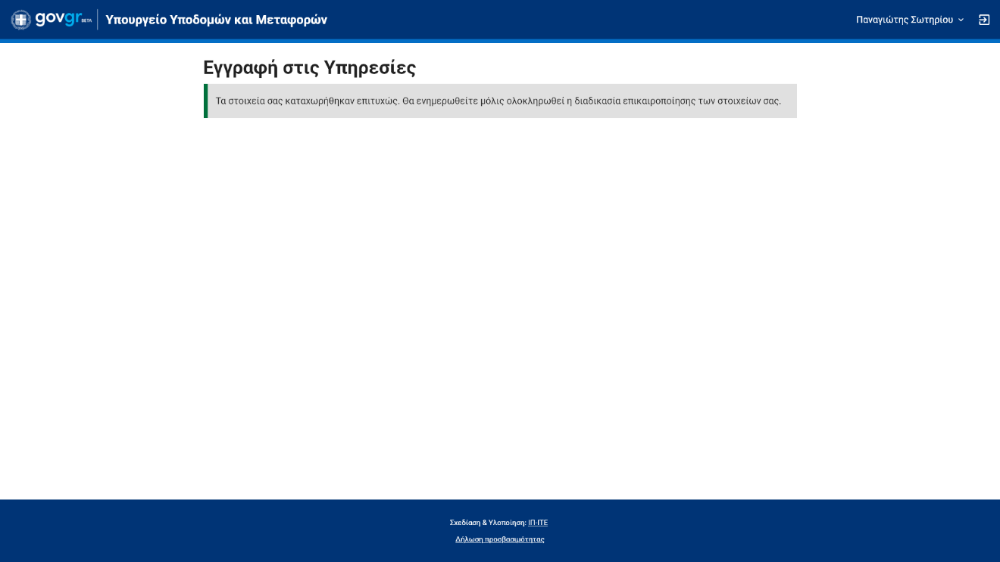 govgr BETA Υπουργείο Υποδομών και Μεταφορών Παναγιώτης Σωτηρίου
Εγγραφή στις Υπηρεσίες
Τα στοιχεία σας καταχωρήθηκαν επιτυχώς. Θα ενημερωθείτε μόλις ολοκληρωθεί η διαδικασία επικαιροποίησης των στοιχείων σας.
Σχεδίαση & Υλοποίηση: ΙΠ-ΙΤΕ
Δήλωση προσβασιμότητας